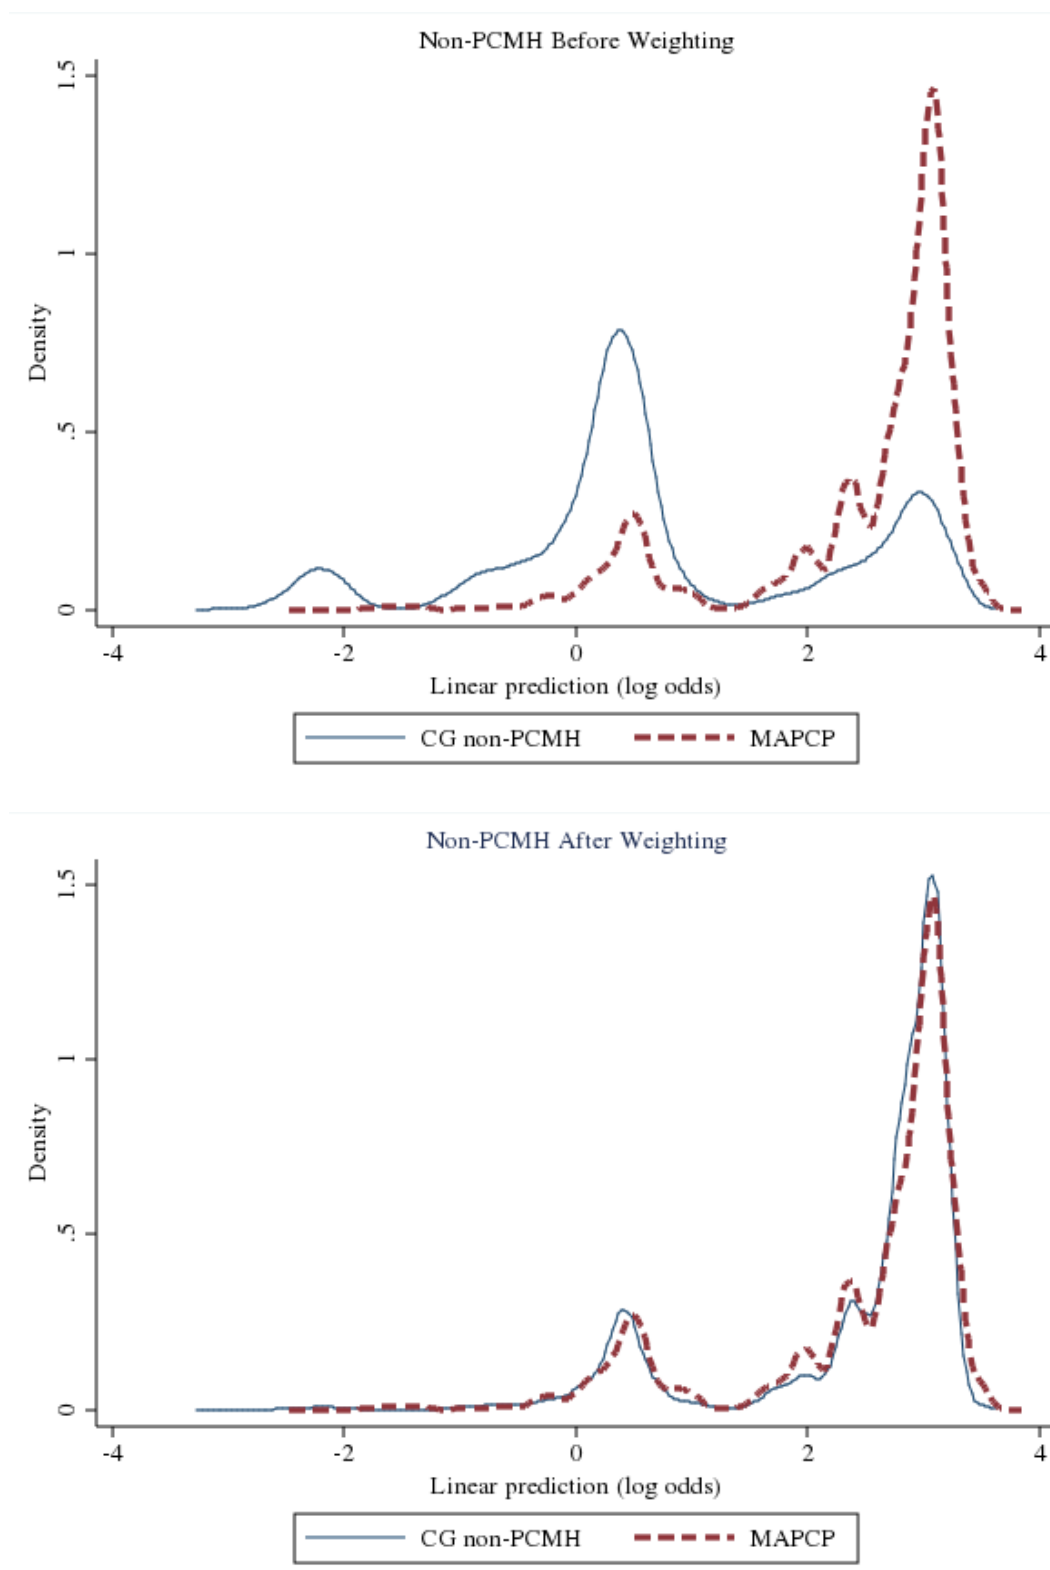 Non-PCMH Before Weighting
1.5
1
.5
0
Density
-4 -2 0 2 4
Linear prediction (log odds)
CG non-PCMH MAPCP
Non-PCMH After Weighting
1.5
1
.5
0
Density
-4 -2 0 2 4
Linear prediction (log odds)
CG non-PCMH MAPCP